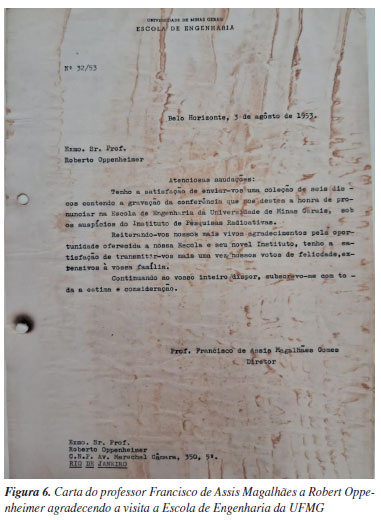 UNIVERSIDADE DE MINAS GERAIS
ESCOLA DE ENGENHARIA
Nº 32/53
Belo Horizonte, 3 de agôsto de 1953.
Exmo. Sr. Prof.
Roberto Oppenheimer
Atenciosas saudações:
Tenho a satisfação de enviar-vos uma coleção de seis dis-
cos contendo a gravação da conferência que nos destes a honra de pro-
nunciar na Escola de Engenharia da Universidade de Minas Gerais, sob
os auspícios do Instituto de Pesquisas Radioativas.
Reiterando-vos nossos mais vivos agradecimentos pela opor-
tunidade oferecida a nossa Escola e seu novel Instituto, tenho a sa-
tisfação de transmitir-vos mais uma vez nossos votos de felicidade, ex-
tensivos à vossa família.
Continuando ao vosso inteiro dispor, subscrevo-me com to-
da a estima e consideração.
Prof. Francisco de Assis Magalhães Gomes
Diretor
Exmo. Sr. Prof.
Roberto Oppenheimer
C.N.P. Av. Marechal Câmara, 350, 5º.
RIO DE JANEIRO
Figura 6. Carta do professor Francisco de Assis Magalhães a Robert Oppe-
nheimer agradecendo a visita a Escola de Engenharia da UFMG